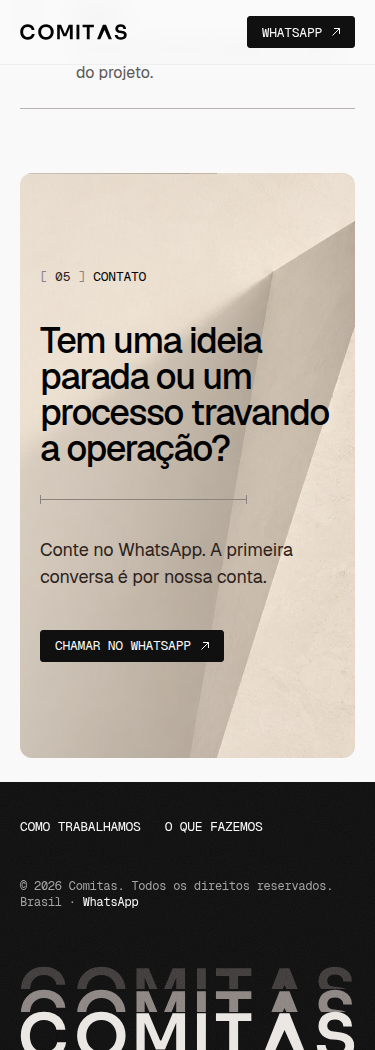 COMITAS
WHATSAPP
do projeto.
[ 05 ] CONTATO
Tem uma ideia
parada ou um
processo travando
a operação?
Conte no WhatsApp. A primeira
conversa é por nossa conta.
CHAMAR NO WHATSAPP
COMO TRABALHAMOS O QUE FAZEMOS
© 2026 Comitas. Todos os direitos reservados.
Brasil · WhatsApp
COMITAS
COMITAS
COMITAS